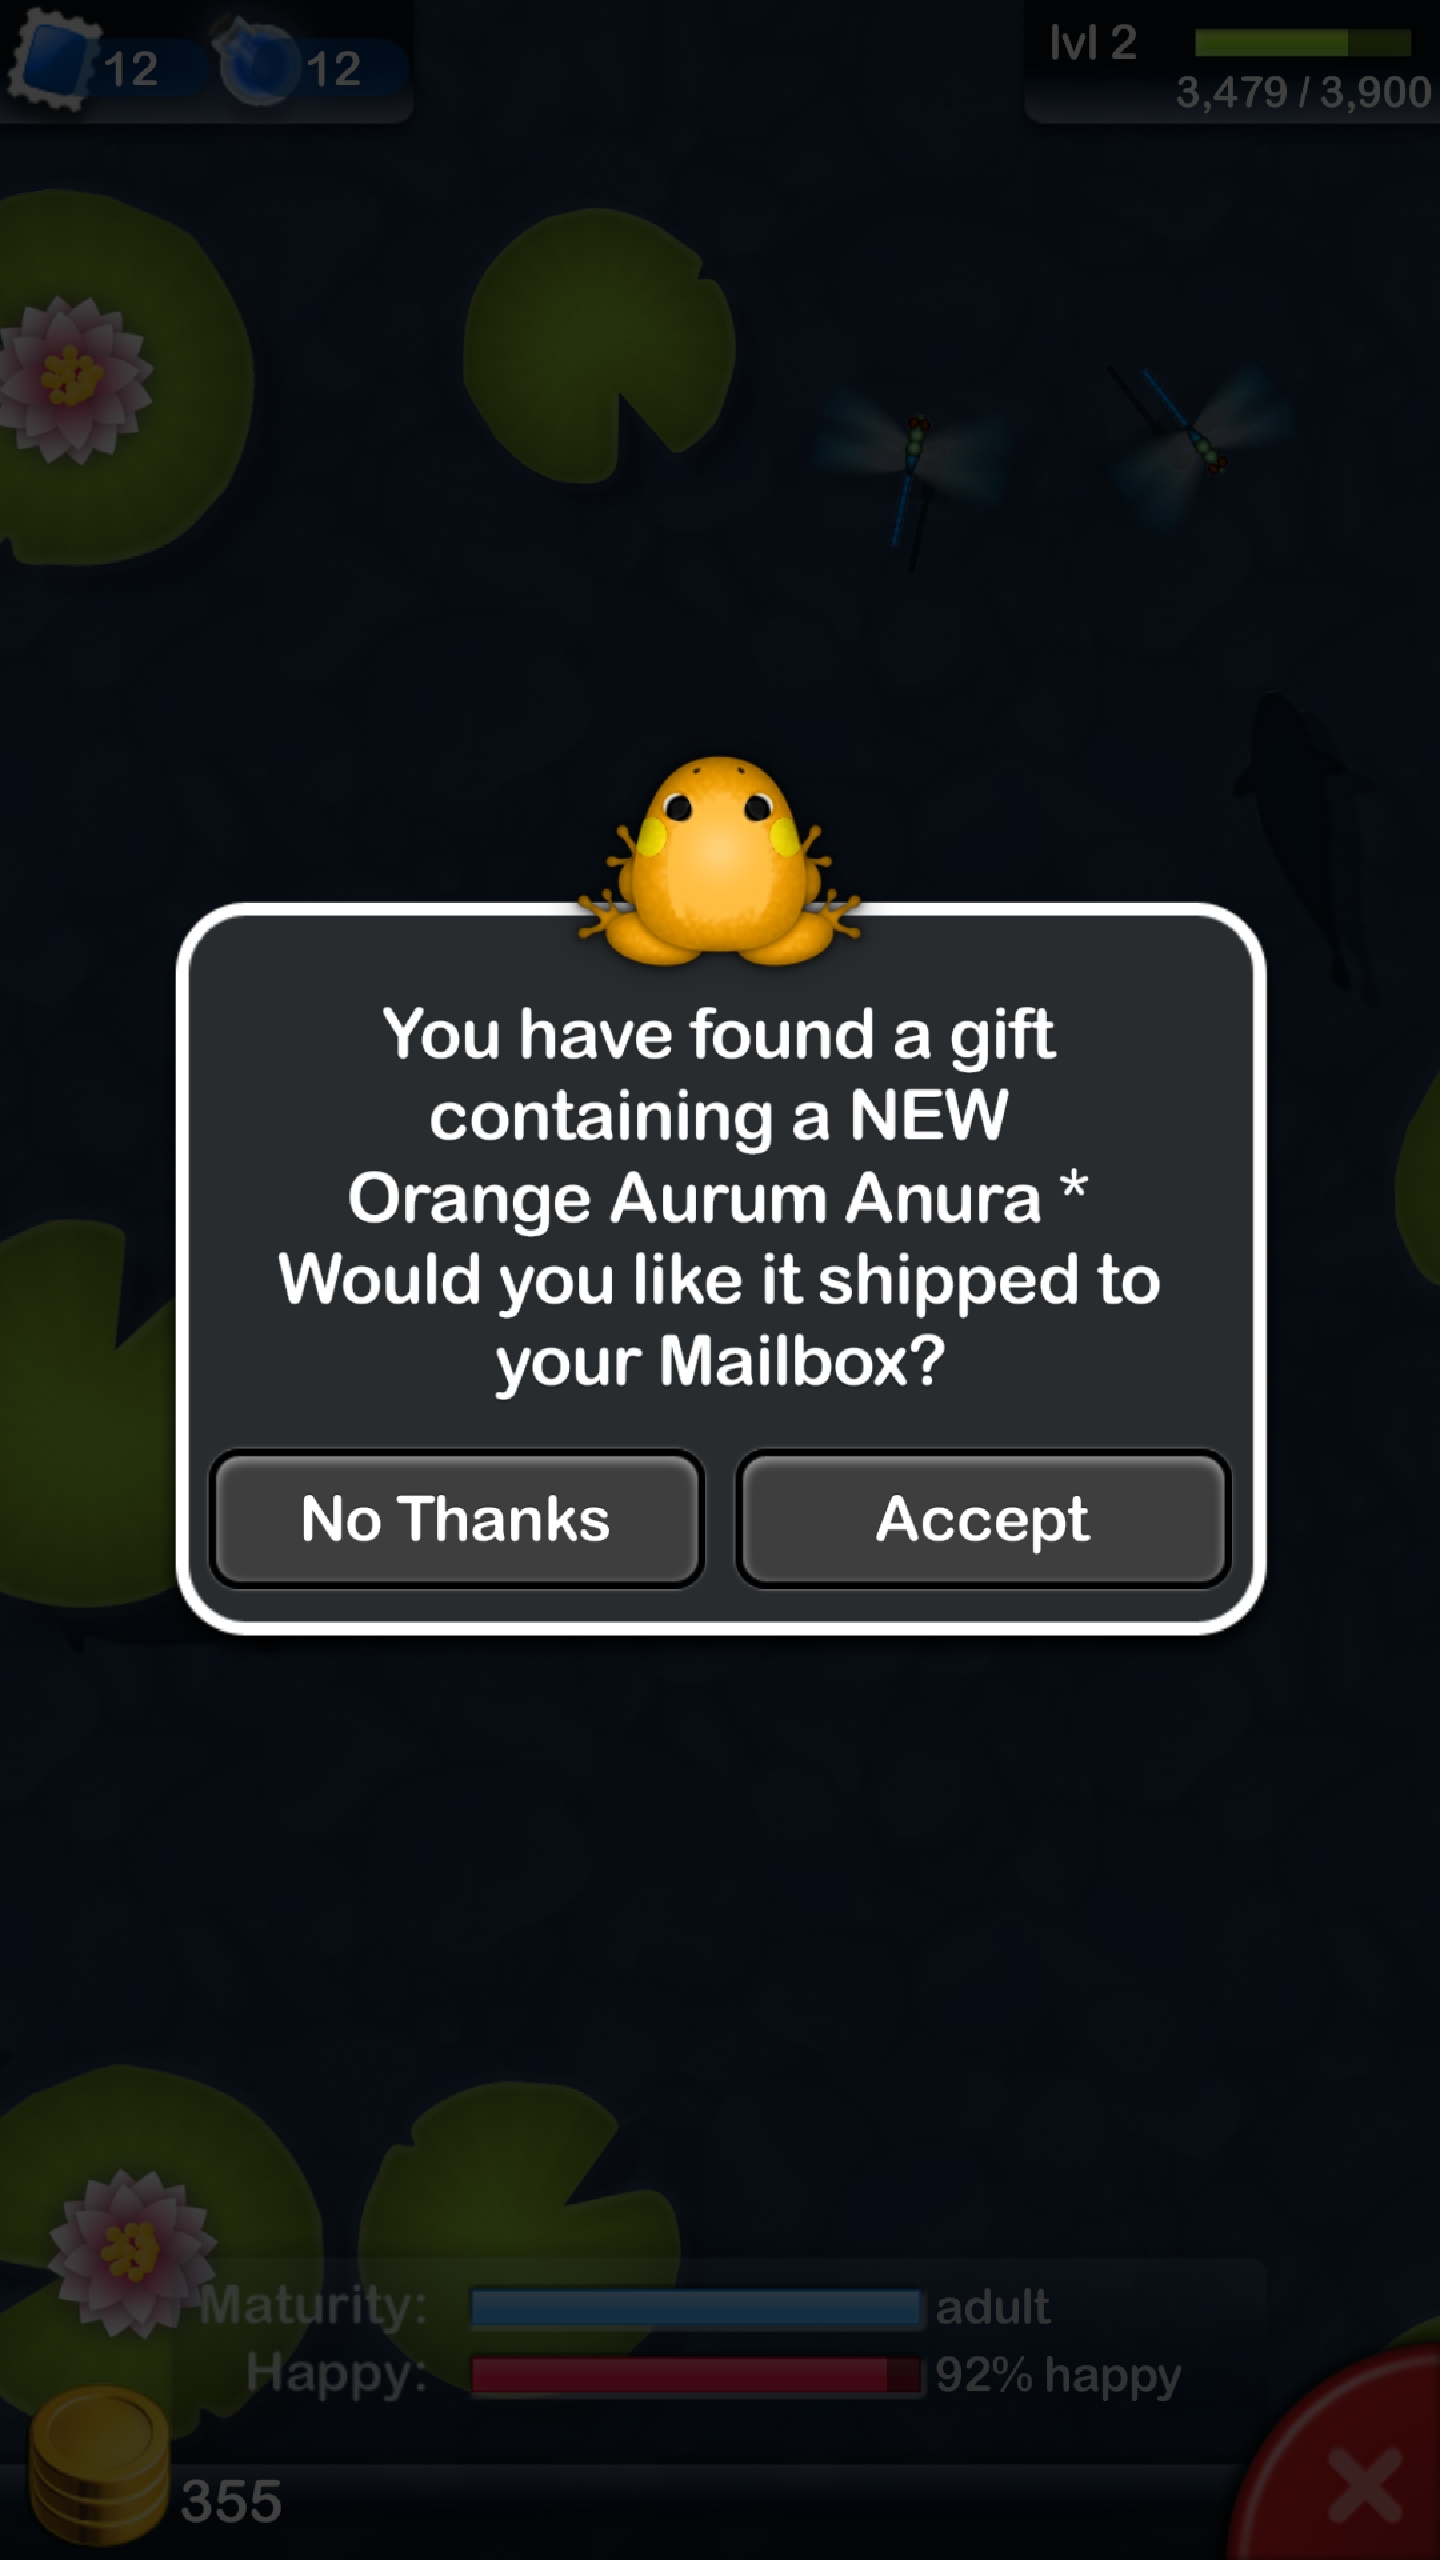 12
12
lvl 2
3,479 / 3,900
You have found a gift
containing a NEW
Orange Aurum Anura *
Would you like it shipped to
your Mailbox?
No Thanks
Accept
Maturity:
adult
Happy:
92% happy
355